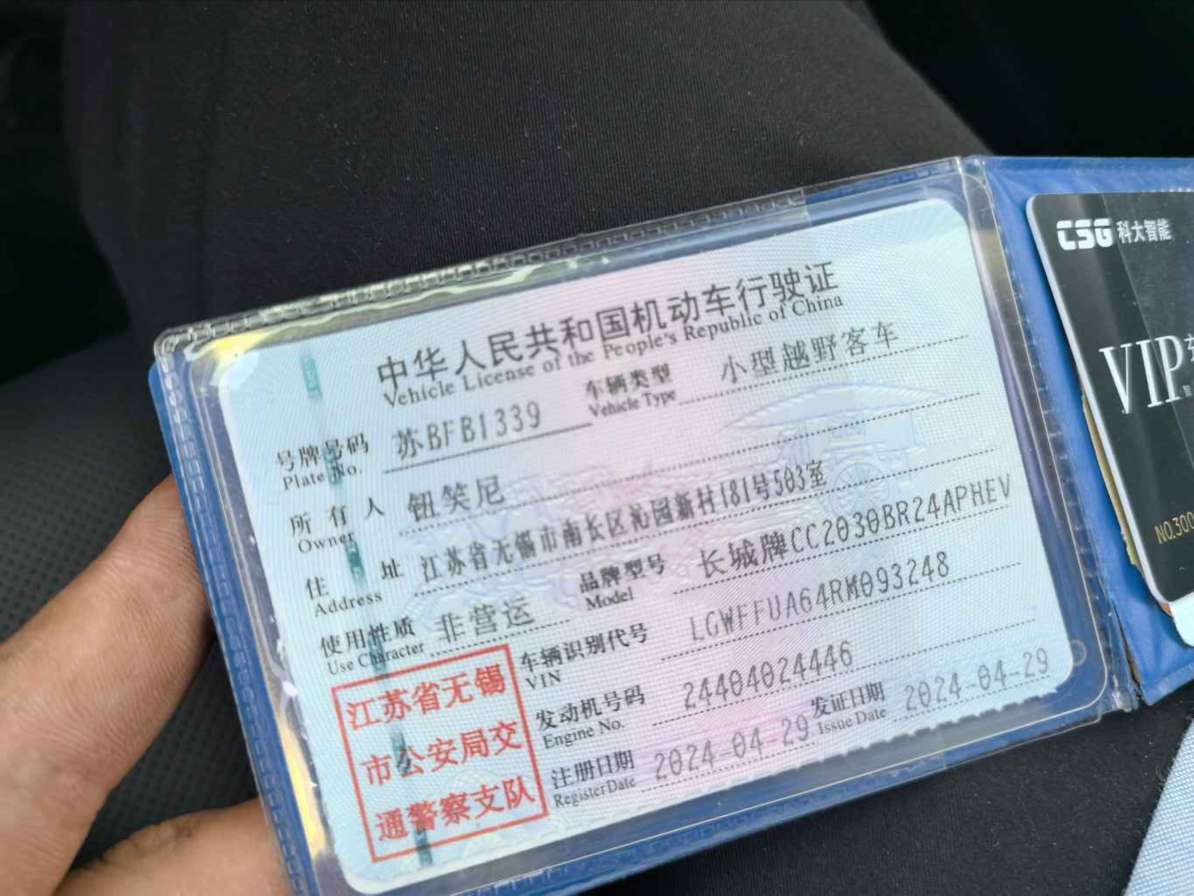 中华人民共和国机动车行驶证
Vehicle License of the People's Republic of China
号牌号码 苏BFB1339 车辆类型 小型越野客车
Plate No. Vehicle Type
所有人 钮笑尼
Owner
住址 江苏省无锡市南长区沁园新村181号503室
Address
使用性质 非营运 品牌型号 长城牌CC2030BR24APHEV
Use Character Model
车辆识别代号 LGWFFUA64RM093248
VIN
发动机号码 24404024446
Engine No.
注册日期 2024-04-29 发证日期 2024-04-29
Register Date Issue Date
江苏省无锡
市公安局交
通警察支队
CSG 科大智能
VIP
NO.300